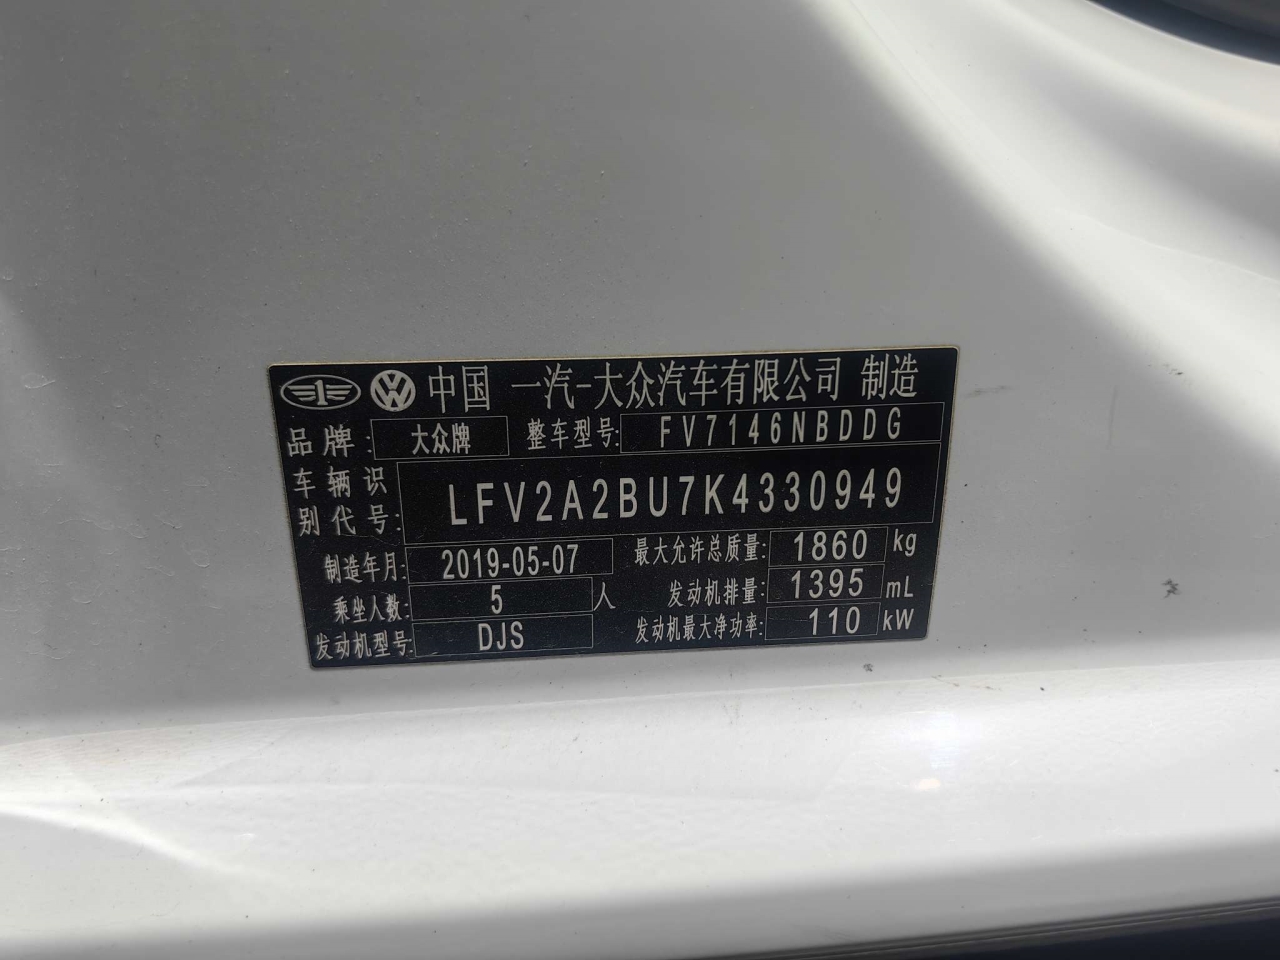 中国 一汽-大众汽车有限公司 制造
品牌: 大众牌 整车型号: FV7146NBDDG
车辆识别代号: LFV2A2BU7K4330949
制造年月: 2019-05-07 最大允许总质量: 1860 kg
乘坐人数: 5 人 发动机排量: 1395 mL
发动机型号: DJS 发动机最大净功率: 110 kW